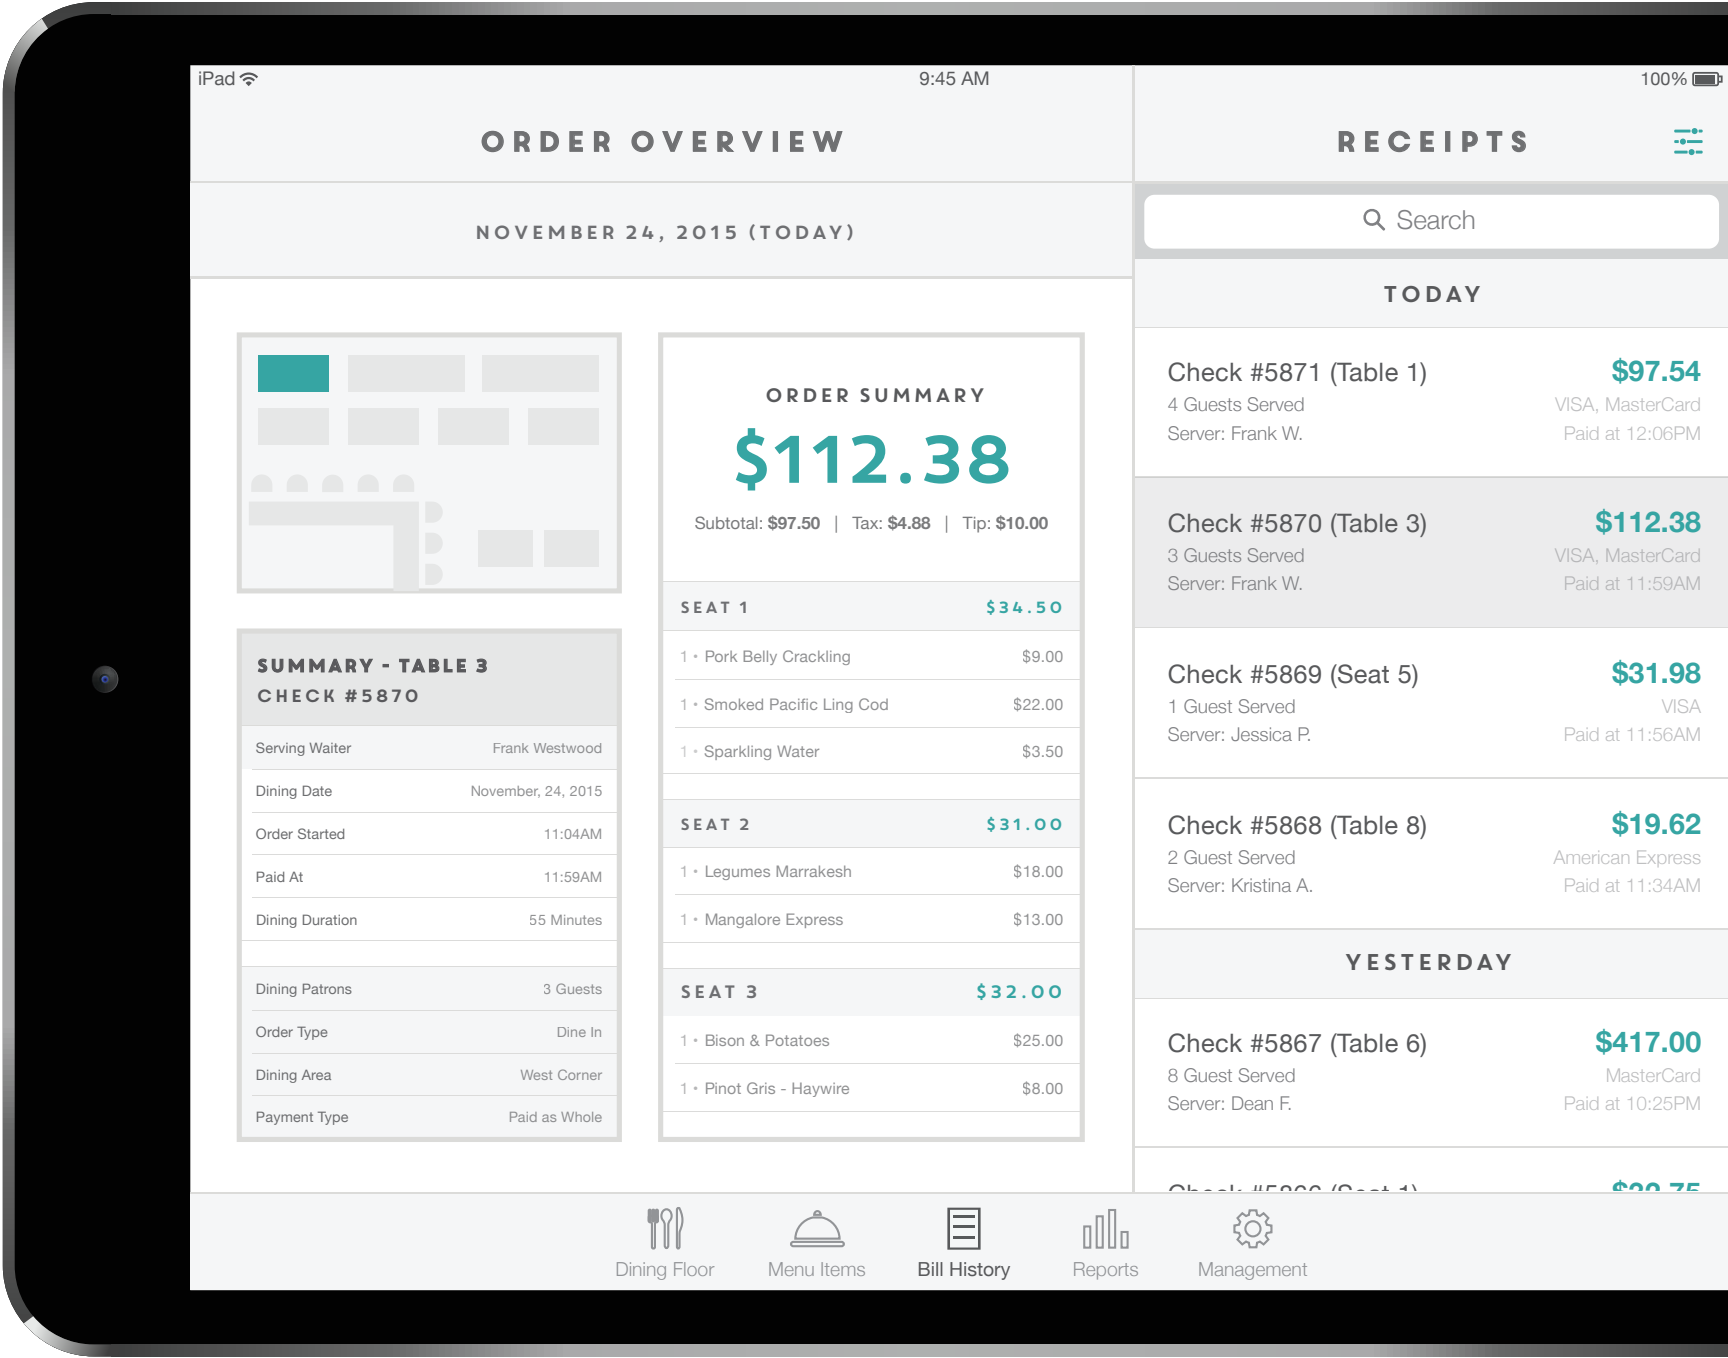 iPad
9:45 AM
100%
ORDER OVERVIEW
NOVEMBER 24, 2015 (TODAY)
SUMMARY - TABLE 3
CHECK #5870
Serving Waiter Frank Westwood
Dining Date November, 24, 2015
Order Started 11:04AM
Paid At 11:59AM
Dining Duration 55 Minutes
Dining Patrons 3 Guests
Order Type Dine In
Dining Area West Corner
Payment Type Paid as Whole
ORDER SUMMARY
$112.38
Subtotal: $97.50 | Tax: $4.88 | Tip: $10.00
SEAT 1 $34.50
1 • Pork Belly Crackling $9.00
1 • Smoked Pacific Ling Cod $22.00
1 • Sparkling Water $3.50
SEAT 2 $31.00
1 • Legumes Marrakesh $18.00
1 • Mangalore Express $13.00
SEAT 3 $32.00
1 • Bison & Potatoes $25.00
1 • Pinot Gris - Haywire $8.00
RECEIPTS
Search
TODAY
Check #5871 (Table 1) $97.54
4 Guests Served VISA, MasterCard
Server: Frank W. Paid at 12:06PM
Check #5870 (Table 3) $112.38
3 Guests Served VISA, MasterCard
Server: Frank W. Paid at 11:59AM
Check #5869 (Seat 5) $31.98
1 Guest Served VISA
Server: Jessica P. Paid at 11:56AM
Check #5868 (Table 8) $19.62
2 Guest Served American Express
Server: Kristina A. Paid at 11:34AM
YESTERDAY
Check #5867 (Table 6) $417.00
8 Guest Served MasterCard
Server: Dean F. Paid at 10:25PM
Check #5866 (Seat 1)
Dining Floor
Menu Items
Bill History
Reports
Management